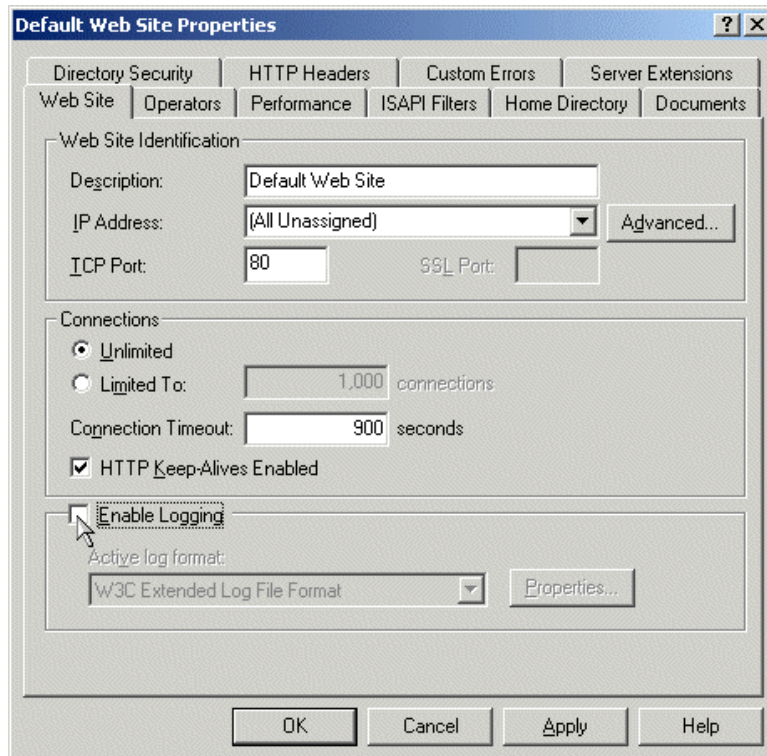 Default Web Site Properties
Directory Security HTTP Headers Custom Errors Server Extensions
Web Site Operators Performance ISAPI Filters Home Directory Documents
Web Site Identification
Description: Default Web Site
IP Address: (All Unassigned) Advanced...
TCP Port: 80 SSL Port:
Connections
Unlimited
Limited To: 1,000 connections
Connection Timeout: 900 seconds
HTTP Keep-Alives Enabled
Enable Logging
Active log format:
W3C Extended Log File Format Properties...
OK Cancel Apply Help